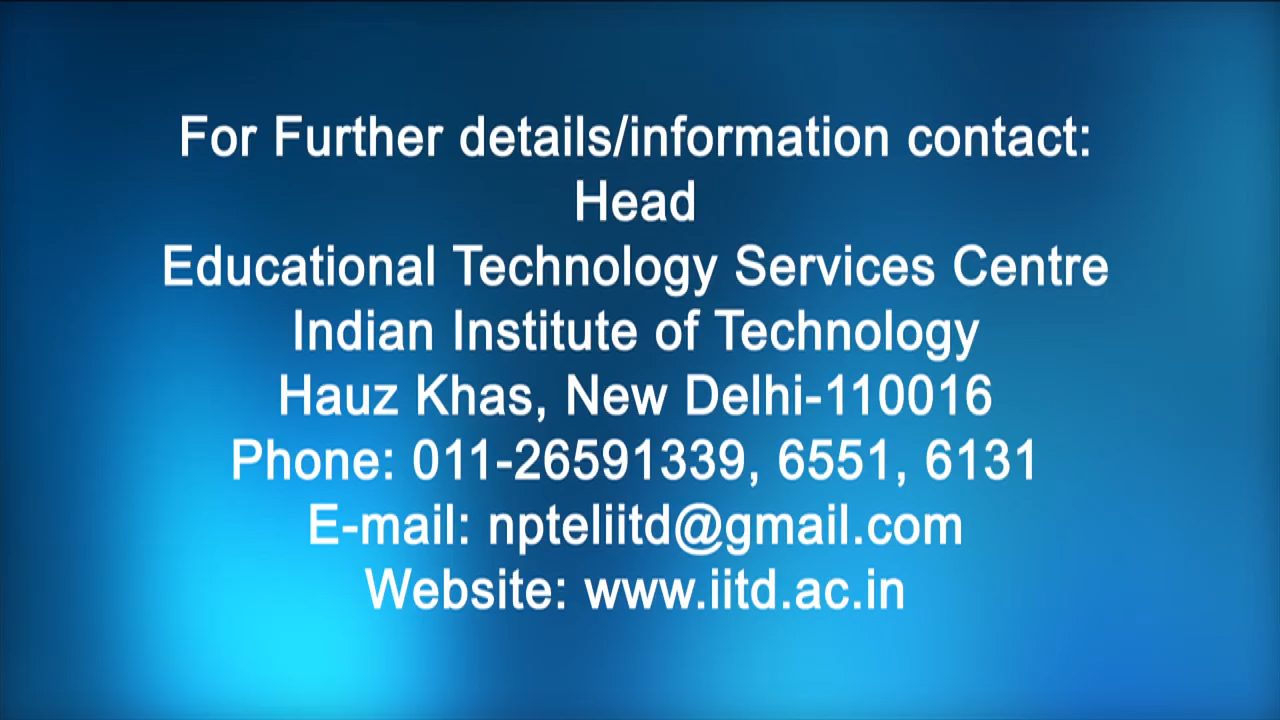 For Further details/information contact:
Head
Educational Technology Services Centre
Indian Institute of Technology
Hauz Khas, New Delhi-110016
Phone: 011-26591339, 6551, 6131
E-mail: npteliitd@gmail.com
Website: www.iitd.ac.in